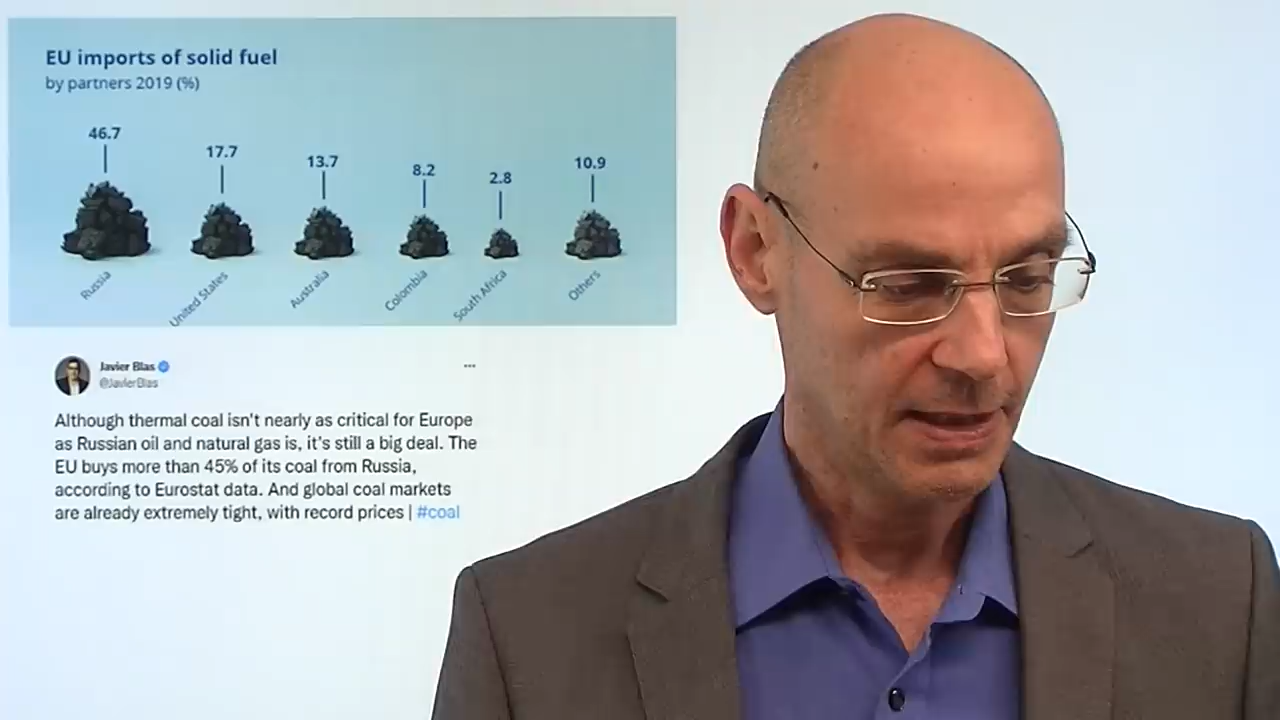 EU imports of solid fuel
by partners 2019 (%)
46.7
17.7
13.7
8.2
2.8
10.9
Russia
United States
Australia
Colombia
South Africa
Others
Javier Blas
@JavierBlas
Although thermal coal isn't nearly as critical for Europe
as Russian oil and natural gas is, it's still a big deal. The
EU buys more than 45% of its coal from Russia,
according to Eurostat data. And global coal markets
are already extremely tight, with record prices | #coal